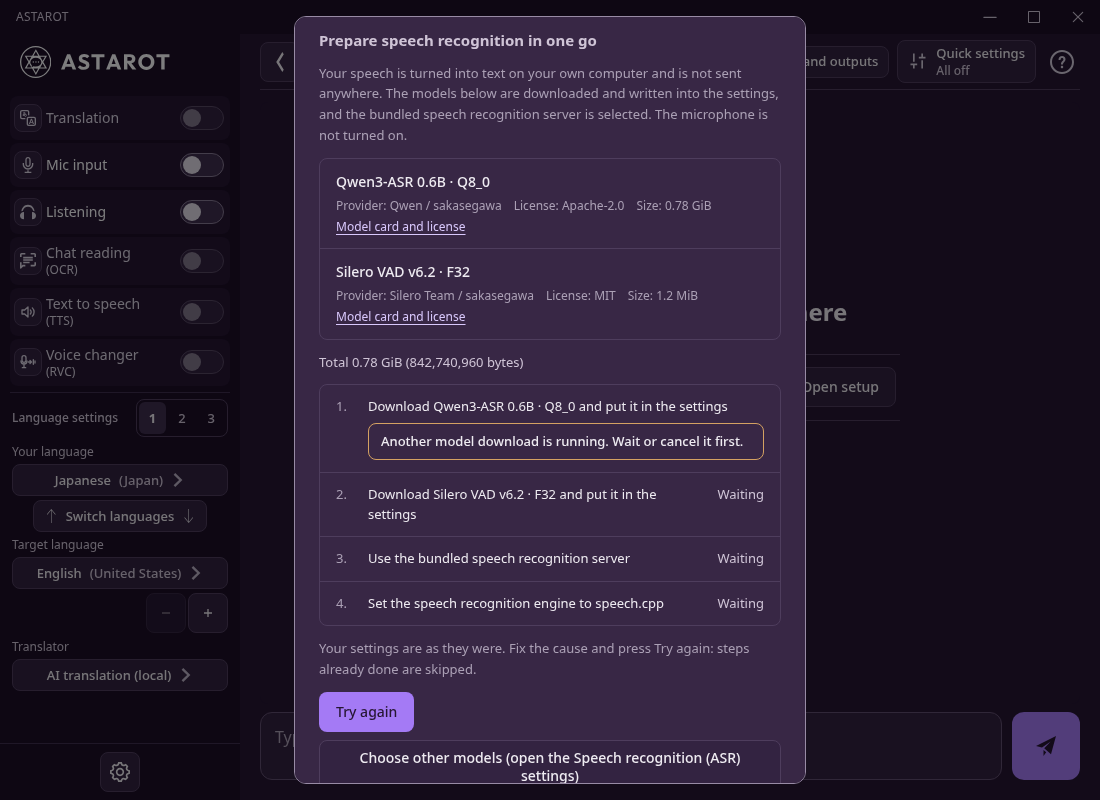 ASTAROT
ASTAROT
Translation
Mic input
Listening
Chat reading
(OCR)
Text to speech
(TTS)
Voice changer
(RVC)
Language settings
1 2 3
Your language
Japanese (Japan)
↑ Switch languages ↓
Target language
English (United States)
− +
Translator
AI translation (local)
and outputs
Quick settings
All off
?
Open setup
Prepare speech recognition in one go
Your speech is turned into text on your own computer and is not sent
anywhere. The models below are downloaded and written into the settings,
and the bundled speech recognition server is selected. The microphone is
not turned on.
Qwen3-ASR 0.6B · Q8_0
Provider: Qwen / sakasegawa License: Apache-2.0 Size: 0.78 GiB
Model card and license
Silero VAD v6.2 · F32
Provider: Silero Team / sakasegawa License: MIT Size: 1.2 MiB
Model card and license
Total 0.78 GiB (842,740,960 bytes)
1. Download Qwen3-ASR 0.6B · Q8_0 and put it in the settings
Another model download is running. Wait or cancel it first.
2. Download Silero VAD v6.2 · F32 and put it in the Waiting
settings
3. Use the bundled speech recognition server Waiting
4. Set the speech recognition engine to speech.cpp Waiting
Your settings are as they were. Fix the cause and press Try again: steps
already done are skipped.
Try again
Choose other models (open the Speech recognition (ASR)
settings)